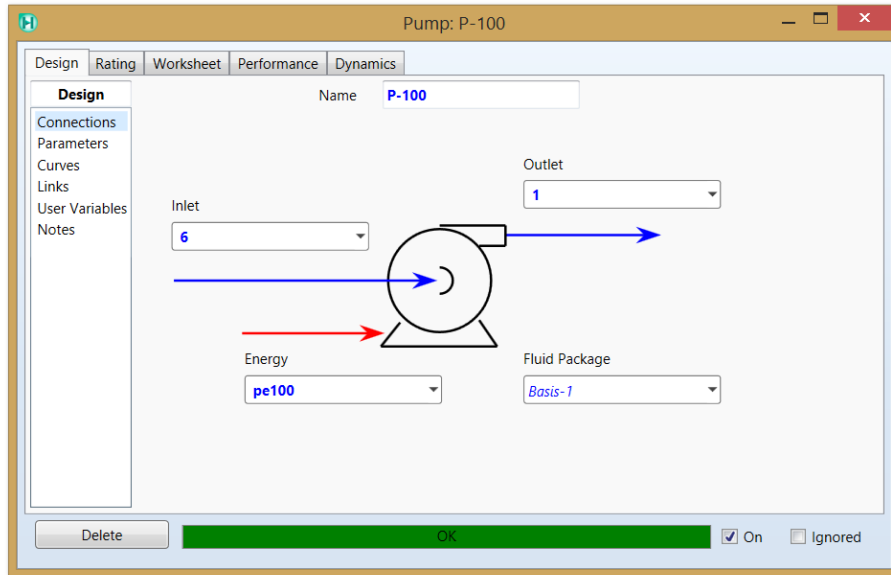 Pump: P-100
Design Rating Worksheet Performance Dynamics
Design
Connections
Parameters
Curves
Links
User Variables
Notes
Name P-100
Outlet
1
Inlet
6
Energy
pe100
Fluid Package
Basis-1
Delete
OK
On
Ignored